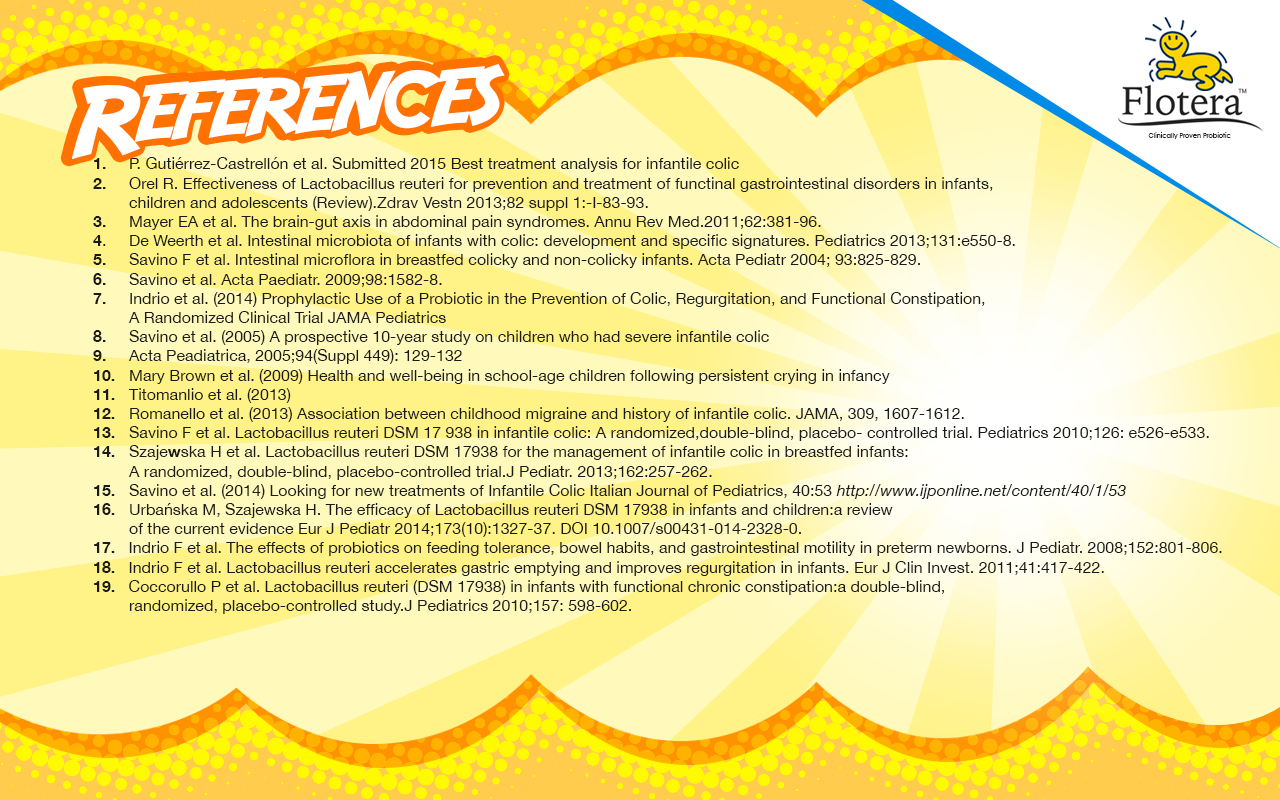 REFERENCES
Flotera™
Clinically Proven Probiotic
1. P. Gutiérrez-Castrellón et al. Submitted 2015 Best treatment analysis for infantile colic
2. Orel R. Effectiveness of Lactobacillus reuteri for prevention and treatment of functinal gastrointestinal disorders in infants,
children and adolescents (Review).Zdrav Vestn 2013;82 suppl 1:-I-83-93.
3. Mayer EA et al. The brain-gut axis in abdominal pain syndromes. Annu Rev Med.2011;62:381-96.
4. De Weerth et al. Intestinal microbiota of infants with colic: development and specific signatures. Pediatrics 2013;131:e550-8.
5. Savino F et al. Intestinal microflora in breastfed colicky and non-colicky infants. Acta Pediatr 2004; 93:825-829.
6. Savino et al. Acta Paediatr. 2009;98:1582-8.
7. Indrio et al. (2014) Prophylactic Use of a Probiotic in the Prevention of Colic, Regurgitation, and Functional Constipation,
A Randomized Clinical Trial JAMA Pediatrics
8. Savino et al. (2005) A prospective 10-year study on children who had severe infantile colic
9. Acta Peadiatrica, 2005;94(Suppl 449): 129-132
10. Mary Brown et al. (2009) Health and well-being in school-age children following persistent crying in infancy
11. Titomanlio et al. (2013)
12. Romanello et al. (2013) Association between childhood migraine and history of infantile colic. JAMA, 309, 1607-1612.
13. Savino F et al. Lactobacillus reuteri DSM 17 938 in infantile colic: A randomized,double-blind, placebo- controlled trial. Pediatrics 2010;126: e526-e533.
14. Szajewska H et al. Lactobacillus reuteri DSM 17938 for the management of infantile colic in breastfed infants:
A randomized, double-blind, placebo-controlled trial.J Pediatr. 2013;162:257-262.
15. Savino et al. (2014) Looking for new treatments of Infantile Colic Italian Journal of Pediatrics, 40:53 http://www.ijponline.net/content/40/1/53
16. Urbańska M, Szajewska H. The efficacy of Lactobacillus reuteri DSM 17938 in infants and children:a review
of the current evidence Eur J Pediatr 2014;173(10):1327-37. DOI 10.1007/s00431-014-2328-0.
17. Indrio F et al. The effects of probiotics on feeding tolerance, bowel habits, and gastrointestinal motility in preterm newborns. J Pediatr. 2008;152:801-806.
18. Indrio F et al. Lactobacillus reuteri accelerates gastric emptying and improves regurgitation in infants. Eur J Clin Invest. 2011;41:417-422.
19. Coccorullo P et al. Lactobacillus reuteri (DSM 17938) in infants with functional chronic constipation:a double-blind,
randomized, placebo-controlled study.J Pediatrics 2010;157: 598-602.